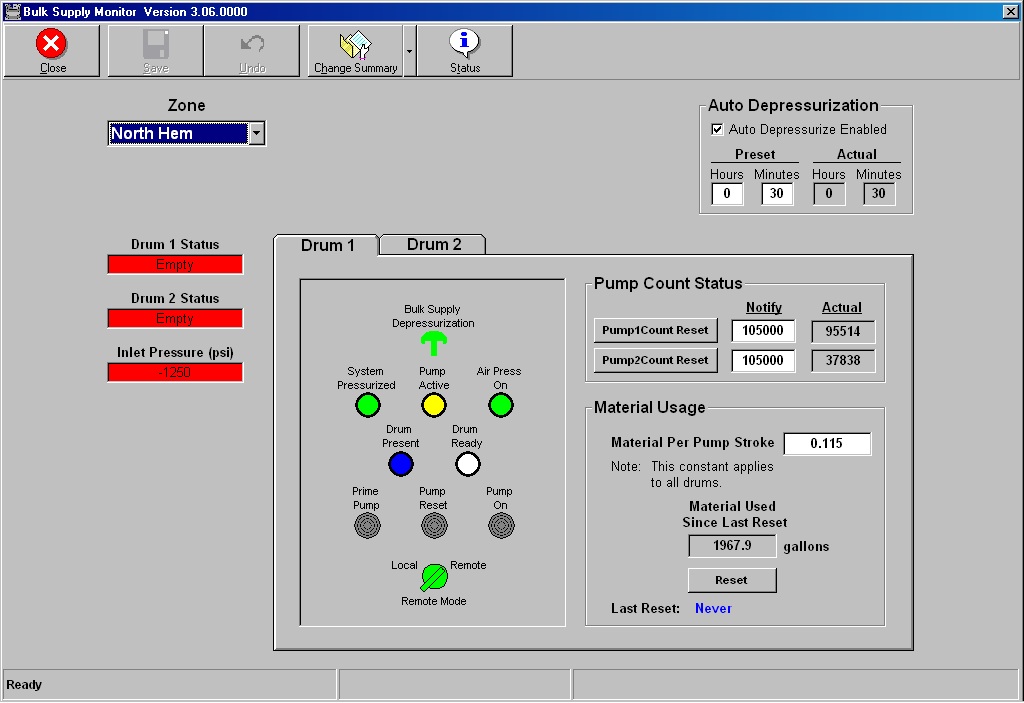 Bulk Supply Monitor Version 3.06.0000
Close
Save
Undo
Change Summary
Status
Zone
North Hem
Auto Depressurization
Auto Depressurize Enabled
Preset Actual
Hours Minutes Hours Minutes
0 30 0 30
Drum 1 Status
Empty
Drum 2 Status
Empty
Inlet Pressure (psi)
-1250
Drum 1 Drum 2
Bulk Supply
Depressurization
System
Pressurized
Pump
Active
Air Press
On
Drum
Present
Drum
Ready
Prime
Pump
Pump
Reset
Pump
On
Local Remote
Remote Mode
Pump Count Status
Notify Actual
Pump1Count Reset 105000 95514
Pump2Count Reset 105000 37838
Material Usage
Material Per Pump Stroke 0.115
Note: This constant applies
to all drums.
Material Used
Since Last Reset
1967.9 gallons
Reset
Last Reset: Never
Ready